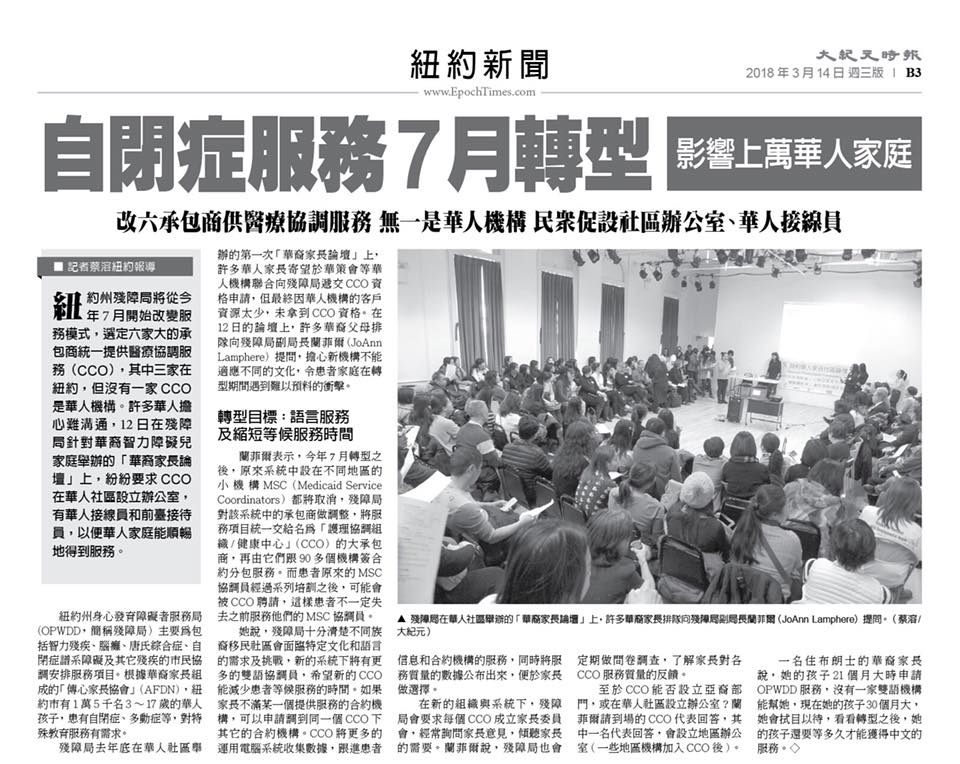 紐約新聞
www.EpochTimes.com
大紀元時報
2018 年 3 月 14 日 週三版 | B3
自閉症服務7月轉型
影響上萬華人家庭
改六承包商供醫療協調服務 無一是華人機構 民眾促設社區辦公室、華人接線員
■ 記者蔡溶紐約報導
紐約州殘障局將從今
年 7 月開始改變服
務模式，選定六家大的承
包商統一提供醫療協調服
務（CCO），其中三家在
紐約，但沒有一家 CCO
是華人機構。許多華人擔
心難溝通，12 日在殘障
局針對華裔智力障礙兒
家庭舉辦的「華裔家長論
壇」上，紛紛要求 CCO
在華人社區設立辦公室，
有華人接線員和前臺接待
員，以便華人家庭能順暢
地得到服務。
紐約州身心發育障礙者服務局
(OPWDD，簡稱殘障局）主要爲包
括智力殘疾、腦癱、唐氏綜合症、自
閉症譜系障礙及其它殘疾的市民協
調安排服務項目。根據華裔家長組
成的「傳心家長協會」(AFDN)，紐
約市有 1 萬 5 千名 3～17 歲的華人
孩子，患有自閉症、多動症等，對特
殊教育服務有需求。
殘障局去年底在華人社區舉
辦的第一次「華裔家長論壇」上，
許多華人家長寄望於華策會等華
人機構聯合向殘障局遞交 CCO 資
格申請，但最終因華人機構的客戶
資源太少，未拿到 CCO 資格。在
12 日的論壇上，許多華裔父母排
隊向殘障局副局長蘭菲爾 (JoAnn
Lamphere) 提問，擔心新機構不能
適應不同的文化，令患者家庭在轉
型期間遇到難以預料的衝擊。
轉型目標：語言服務
及縮短等候服務時間
蘭菲爾表示，今年 7 月轉型之
後，原來系統中設在不同地區的
小機構 MSC（Medicaid Service
Coordinators）都將取消，殘障局
對該系統中的承包商做調整，將服
務項目統一交給名爲「護理協調組
織 / 健康中心」(CCO) 的大承包
商，再由它們跟 90 多個機構簽合
約分包服務。而患者原來的 MSC
協調員經過系列培訓之後，可能會
被 CCO 聘請，這樣患者不一定失
去之前服務他們的 MSC 協調員。
她說，殘障局十分清楚不同族
裔移民社區會面臨特定文化和語言
的需求及挑戰，新的系統下將有更
多的雙語協調員，希望新的 CCO
能減少患者等候服務的時間。如果
家長不滿某一個提供服務的合約機
構，可以申請調到同一個 CCO 下
其它的合約機構。CCO 將更多的
運用電腦系統收集數據，跟進患者
▲ 殘障局在華人社區舉辦的「華裔家長論壇」上，許多華裔家長排隊向殘障局副局長蘭菲爾 (JoAnn Lamphere) 提問。（蔡溶/
大紀元）
信息和合約機構的服務，同時將服
務質量的數據公布出來，便於家長
做選擇。
在新的組織與系統下，殘障
局會要求每個 CCO 成立家長委員
會，經常詢問家長意見，傾聽家長
的需要。蘭菲爾說，殘障局也會
定期做問卷調查，了解家長對各
CCO 服務質量的反饋。
至於 CCO 能否設立亞裔部
門，或在華人社區設立辦公室？蘭
菲爾請到場的 CCO 代表回答，其
中一名代表回答，會設立地區辦公
室（一些地區機構加入 CCO 後）。
一名住布朗士的華裔家長
說，她的孩子 21 個月大時申請
OPWDD 服務，沒有一家雙語機構
能幫她，現在她的孩子 30 個月大，
她會拭目以待，看看轉型之後，她
的孩子還要等多久才能獲得中文的
服務。◇